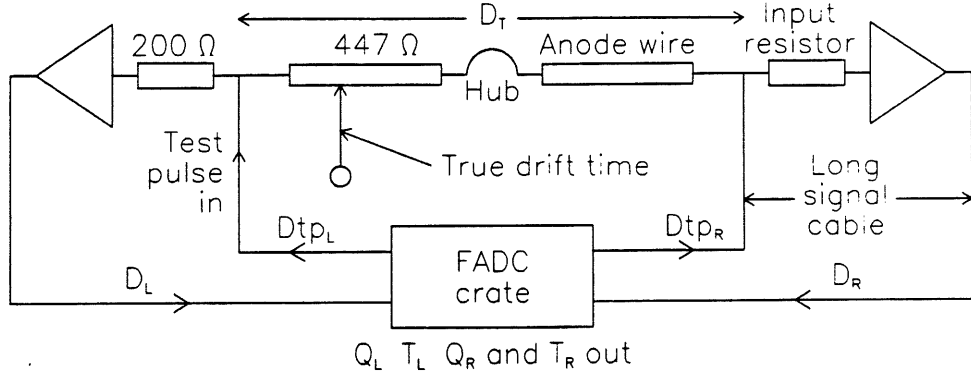 D_T
Input
resistor
200 Ω
447 Ω
Anode wire
Hub
Test
pulse
in
True drift time
Long
signal
cable
Dtp_L
Dtp_R
FADC
crate
D_L
D_R
Q_L T_L Q_R and T_R out